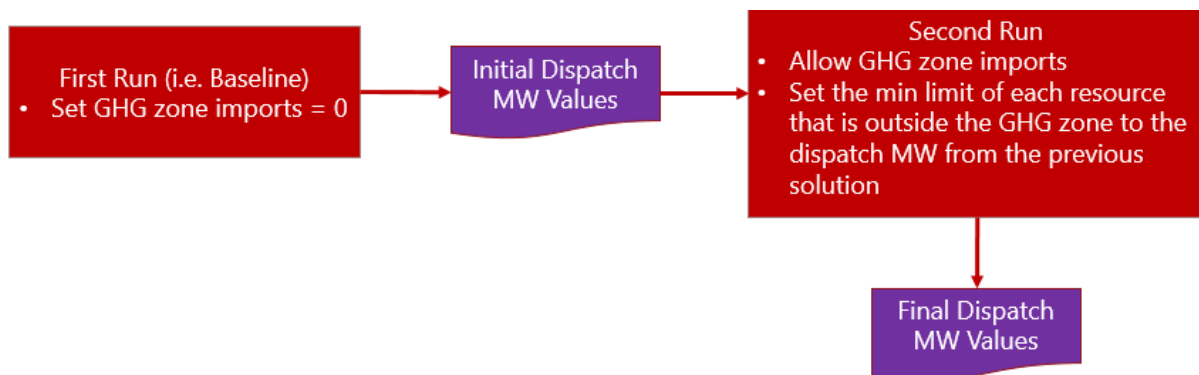 First Run (i.e. Baseline)
• Set GHG zone imports = 0
Initial Dispatch
MW Values
Second Run
• Allow GHG zone imports
• Set the min limit of each resource
that is outside the GHG zone to the
dispatch MW from the previous
solution
Final Dispatch
MW Values